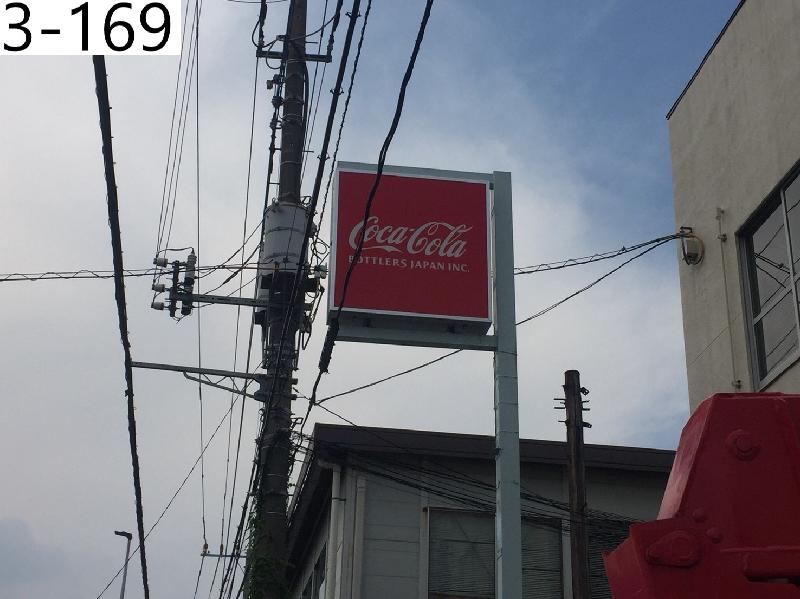 3-169
Coca-Cola
BOTTLERS JAPAN INC.